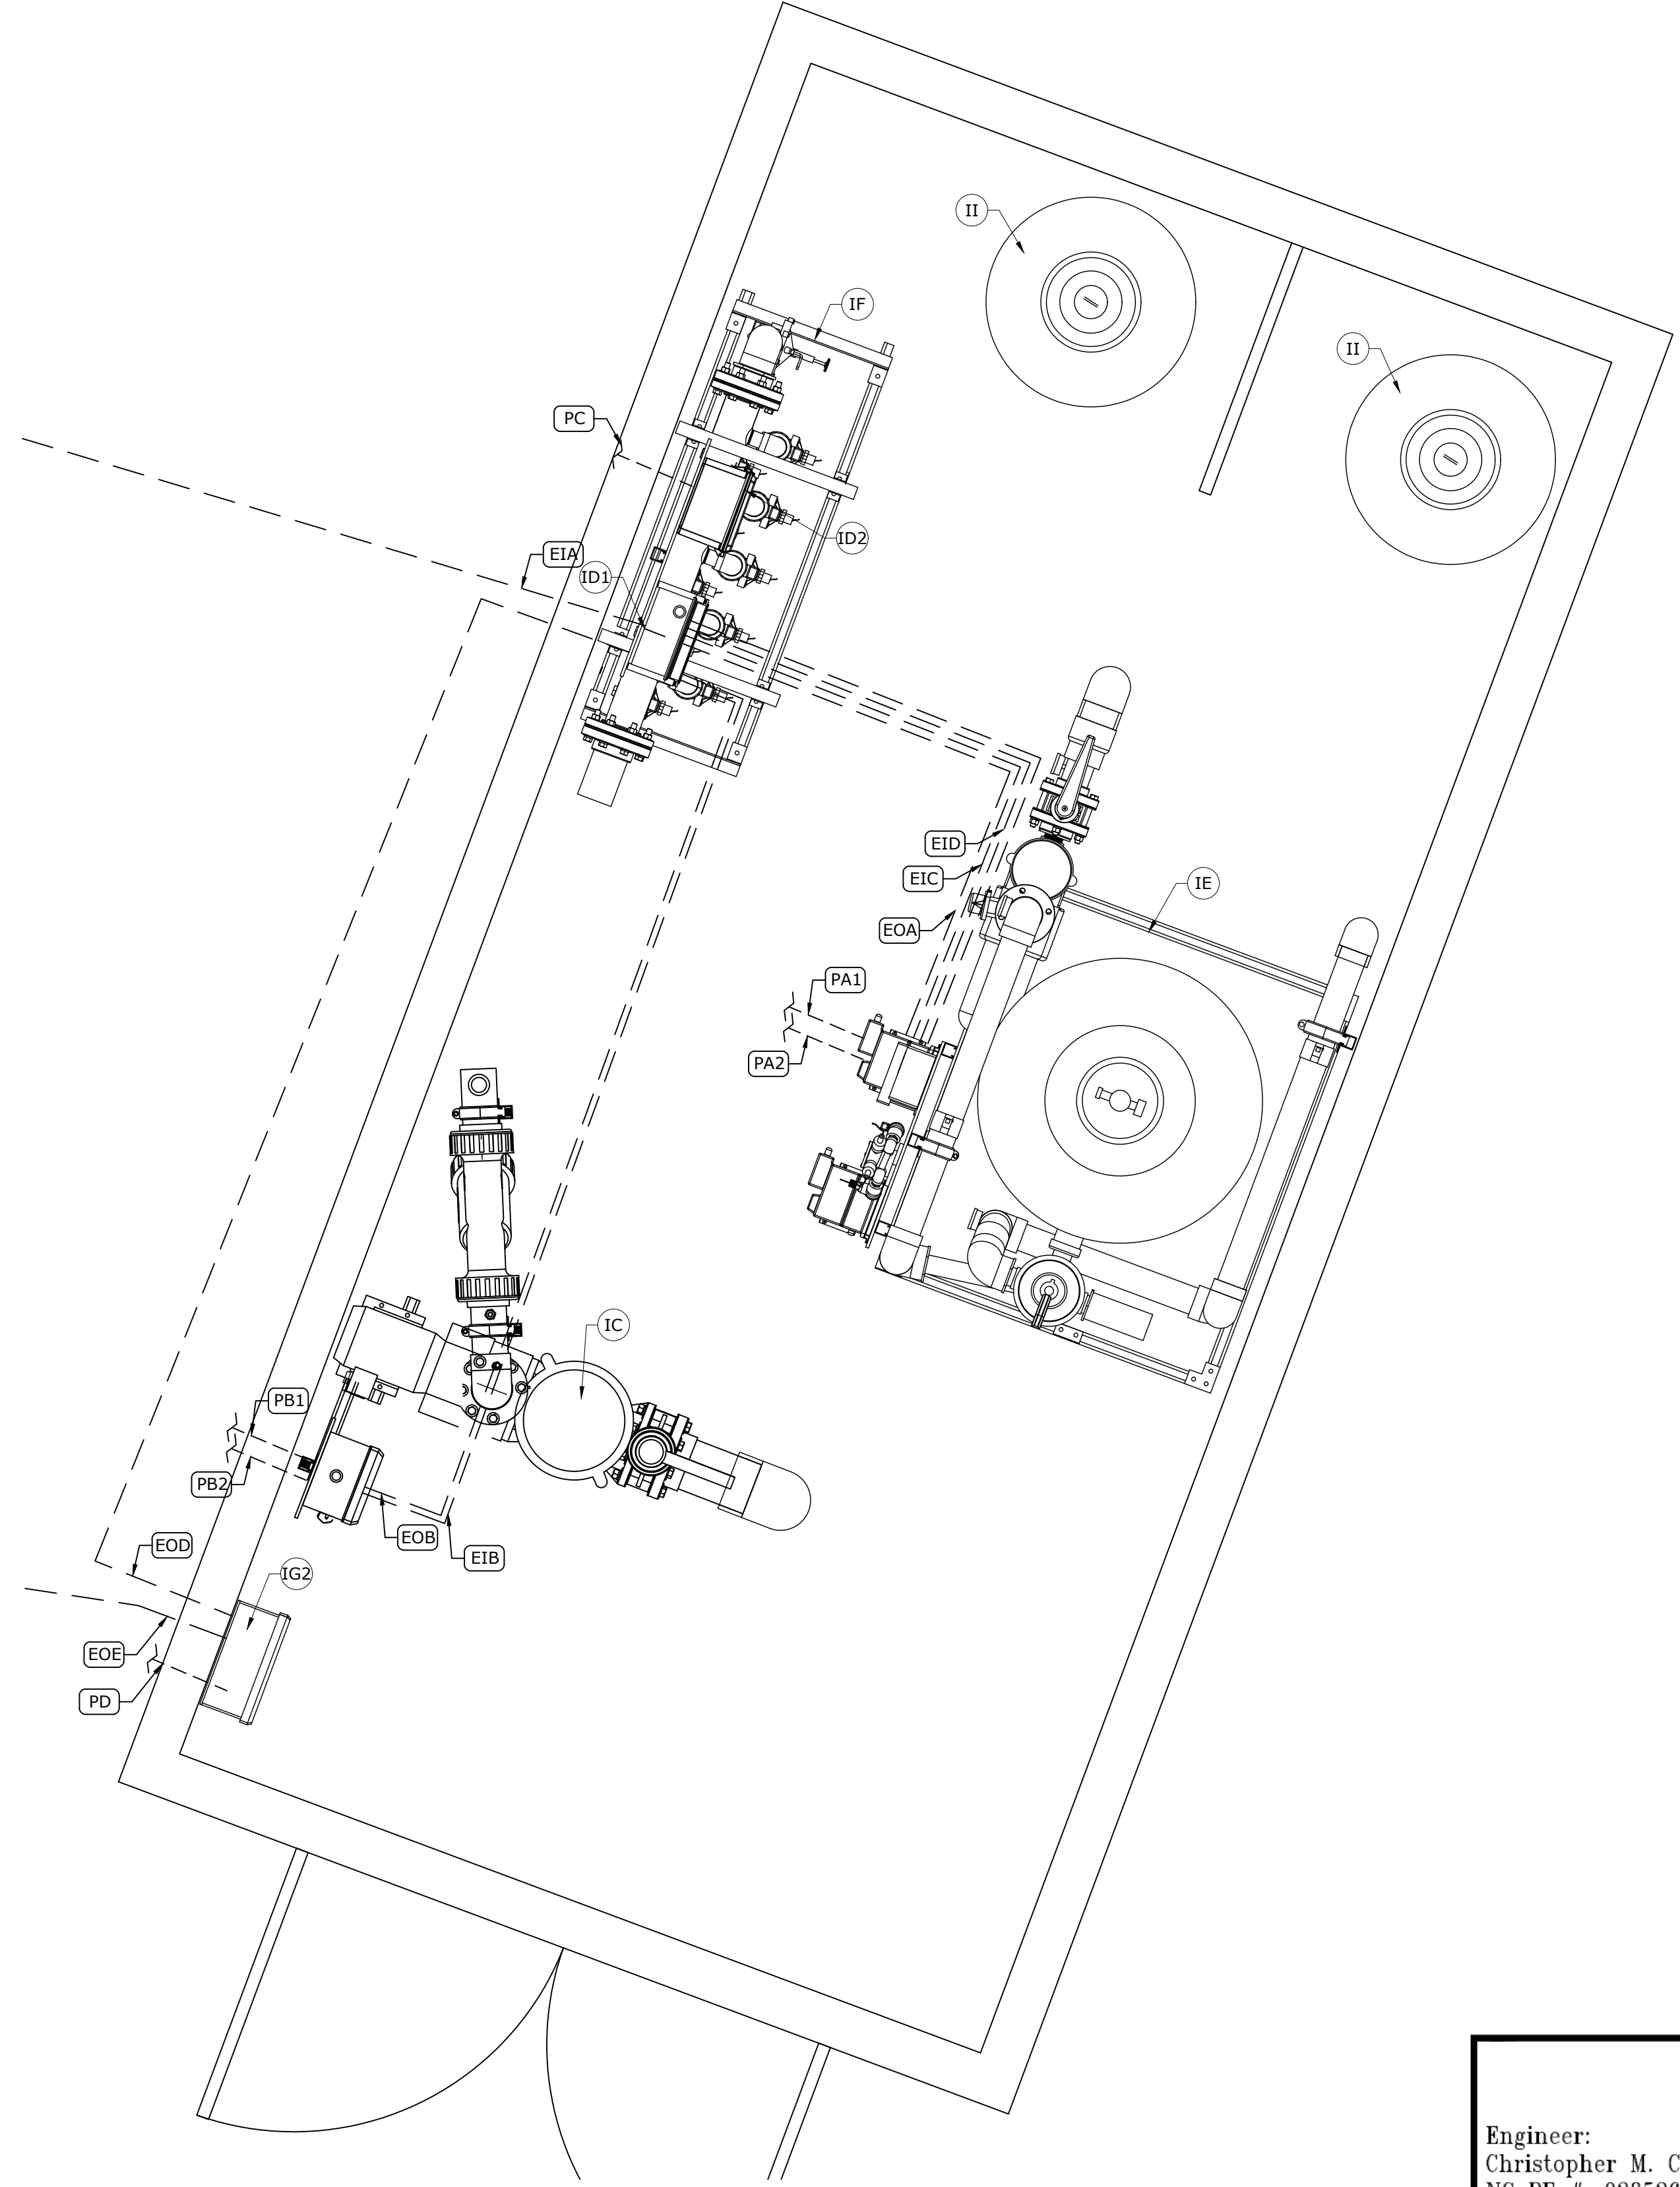 II
IF
II
PC
ID2
EIA
ID1
EID
EIC
IE
EOA
PA1
PA2
IC
PB1
PB2
EOB
EOD
EIB
IG2
EOE
PD
Engineer:
Christopher M. C